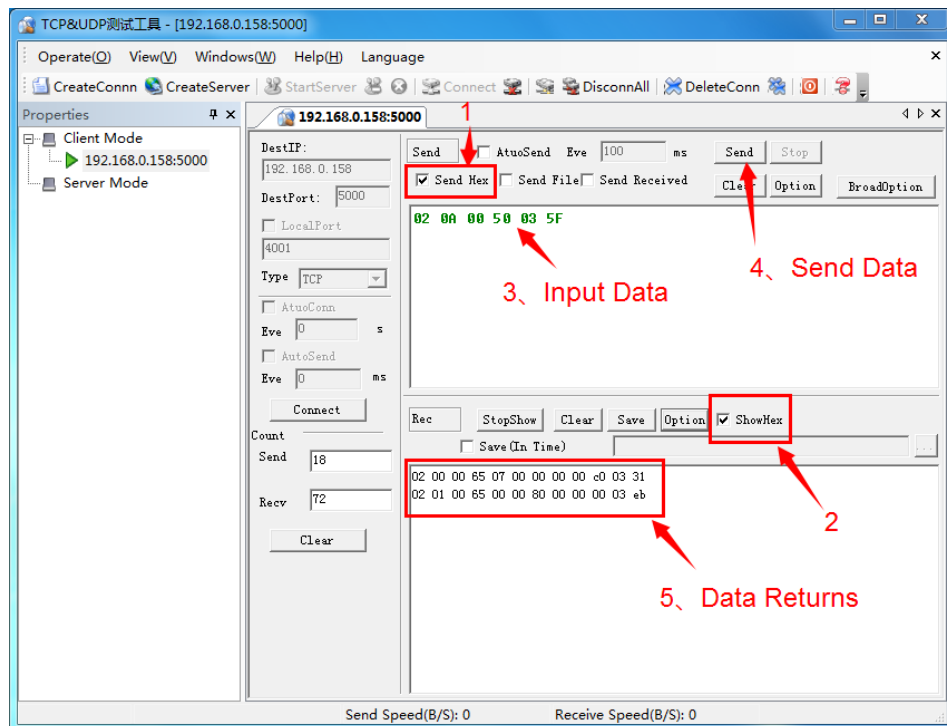 TCP&UDP测试工具 - [192.168.0.158:5000]
Operate(O) View(V) Windows(W) Help(H) Language
CreateConnn CreateServer StartServer Connect DisconnAll DeleteConn
Properties
192.168.0.158:5000
Client Mode
192.168.0.158:5000
Server Mode
DestIP:
192.168.0.158
DestPort: 5000
LocalPort
4001
Type TCP
AtuoConn
Eve 0 s
AutoSend
Eve 0 ms
Connect
Count
Send 18
Recv 72
Clear
1
Send AtuoSend Eve 100 ms Send Stop
Send Hex Send File Send Received Clear Option BroadOption
02 0A 00 50 03 5F
3、Input Data
4、Send Data
Rec StopShow Clear Save Option ShowHex
Save(In Time) ...
02 00 00 65 07 00 00 00 00 c0 03 31
02 01 00 65 00 00 80 00 00 00 03 eb
2
5、Data Returns
Send Speed(B/S): 0 Receive Speed(B/S): 0